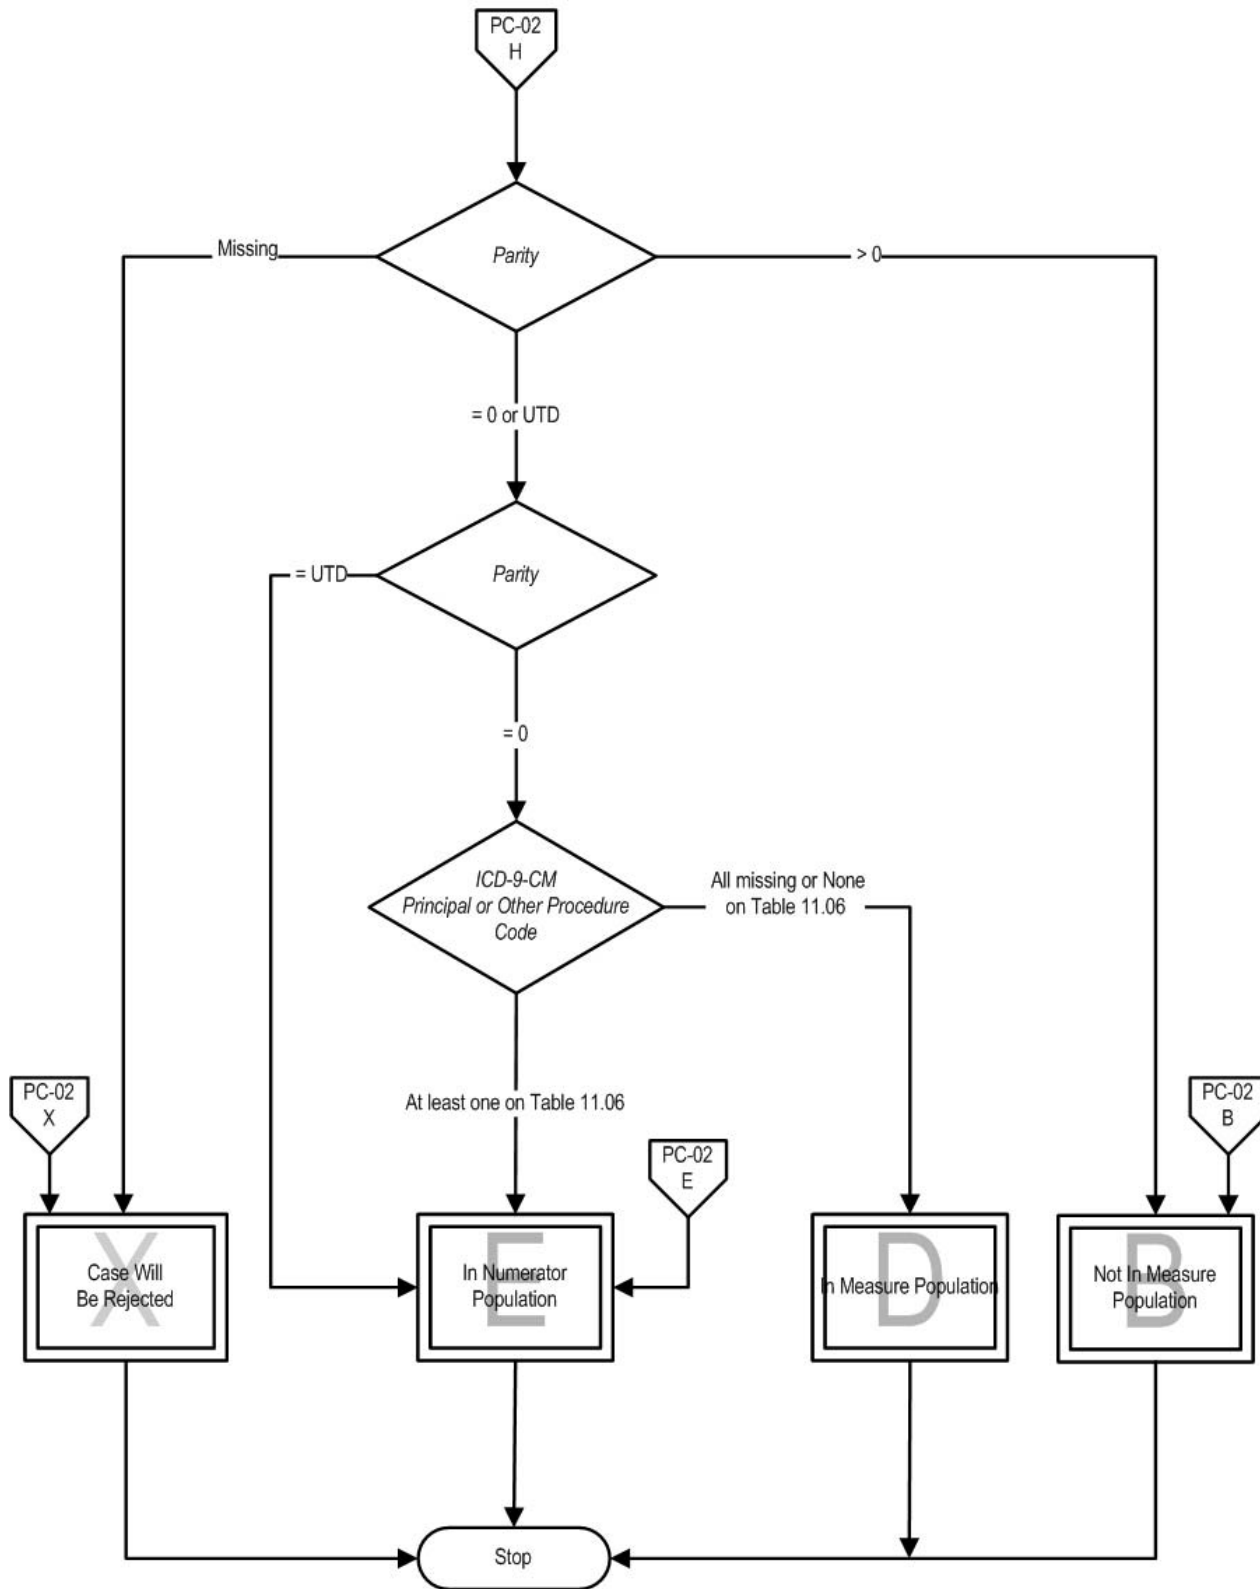 PC-02
H
Parity
Missing
> 0
= 0 or UTD
Parity
= UTD
= 0
ICD-9-CM
Principal or Other Procedure
Code
All missing or None
on Table 11.06
At least one on Table 11.06
PC-02
X
PC-02
E
PC-02
B
X
Case Will
Be Rejected
E
In Numerator
Population
D
In Measure Population
B
Not In Measure
Population
Stop